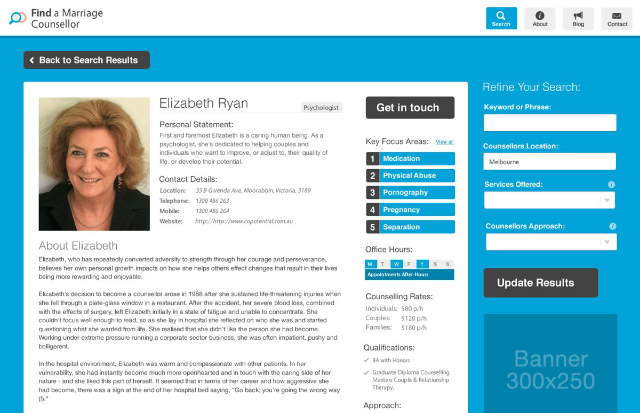 Find a Marriage
Counsellor
Search
About
Blog
Contact
Back to Search Results
Elizabeth Ryan
Psychologist
Personal Statement:
First and foremost Elizabeth is a caring human being. As a
psychologist, she's dedicated to helping couples and
individuals who want to improve, or adjust to, their quality of
life, or develop their potential.
Contact Details:
Location: 35 B Gwenda Ave, Moorabbin, Victoria, 3189
Telephone: 1300 486 263
Mobile: 1300 486 264
Website: http://http://www.copotential.com.au
About Elizabeth
Elizabeth, who has repeatedly converted adversity to strength through her courage and perseverance,
believes her own personal growth impacts on how she helps others effect changes that result in their lives
being more rewarding and enjoyable.
Elizabeth's decision to become a counsellor arose in 1988 after she sustained life-threatening injuries when
she fell through a plate-glass window in a restaurant. After the accident, her severe blood loss, combined
with the effects of surgery, left Elizabeth initially in a state of fatigue and unable to concentrate. She
couldn't focus well enough to read, so as she lay in hospital she reflected on who she was and started
questioning what she wanted from life. She realised that she didn't like the person she had become.
Working under extreme pressure running a corporate sector business, she was often impatient, pushy and
belligerent.
In the hospital environment, Elizabeth was warm and compassionate with other patients. In her
vulnerability, she had instantly become much more openhearted and in touch with the caring side of her
nature - and she liked this part of herself. It seemed that in terms of her career and how aggressive she
had become, there was a sign at the end of her hospital bed saying, "Go back; you're going the wrong way
(!)."
Get in touch
Key Focus Areas: View all
1 Medication
2 Physical Abuse
3 Pornography
4 Pregnancy
5 Separation
Office Hours:
M T W F T S S
Appointments After-Hours
Counselling Rates:
Individuals: $80 p/h
Couples: $120 p/h
Families: $180 p/h
Qualifications:
BA with Honors
Graduate Diploma Counselling
Masters Couple & Relationship
Therapy.
Approach:
Refine Your Search:
Keyword or Phrase:
Counsellors Location:
Melbourne
Services Offered:
Counsellors Approach:
Update Results
Banner
300x250